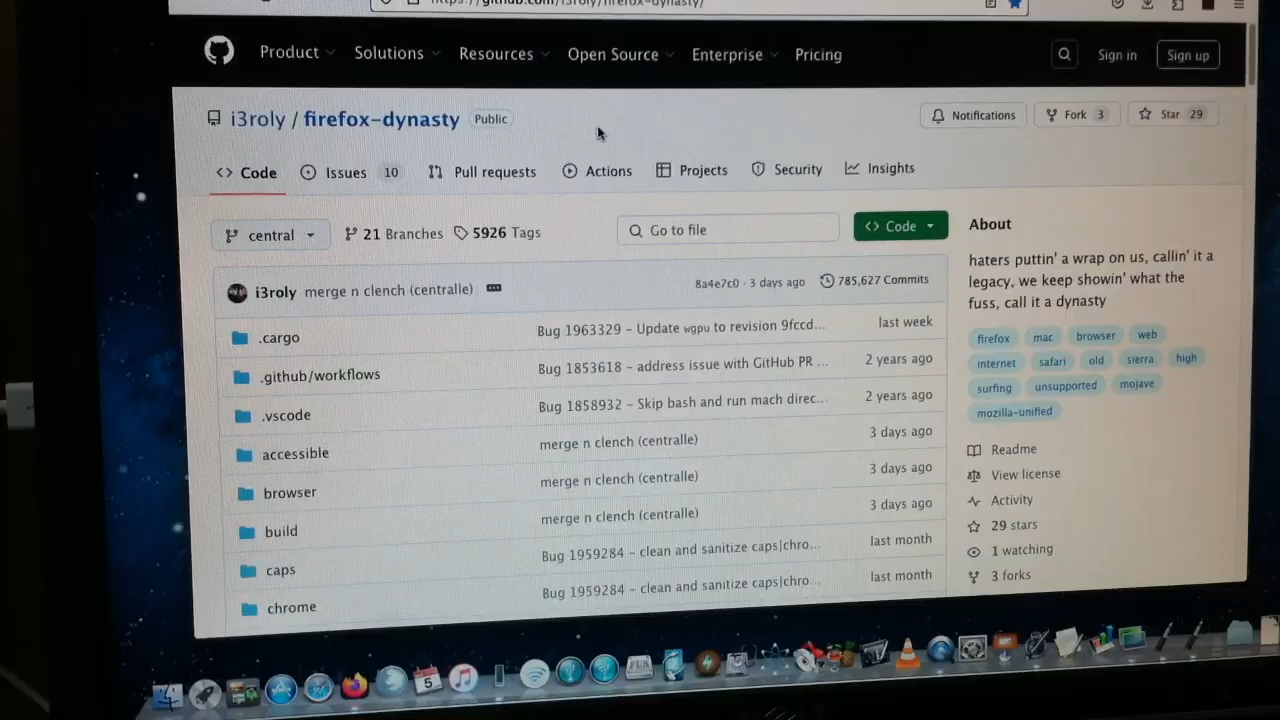 https://github.com/i3roly/firefox-dynasty/
Product Solutions Resources Open Source Enterprise Pricing Sign in Sign up
i3roly / firefox-dynasty Public Notifications Fork 3 Star 29
Code Issues 10 Pull requests Actions Projects Security Insights
central 21 Branches 5926 Tags Go to file Code
i3roly merge n clench (centralle) 8a4e7c0 · 3 days ago 785,627 Commits
.cargo Bug 1963329 - Update wgpu to revision 9fccd... last week
.github/workflows Bug 1853618 - address issue with GitHub PR ... 2 years ago
.vscode Bug 1858932 - Skip bash and run mach direc... 2 years ago
accessible merge n clench (centralle) 3 days ago
browser merge n clench (centralle) 3 days ago
build merge n clench (centralle) 3 days ago
caps Bug 1959284 - clean and sanitize caps|chro... last month
chrome Bug 1959284 - clean and sanitize caps|chro... last month
About
haters puttin' a wrap on us, callin' it a
legacy, we keep showin' what the
fuss, call it a dynasty
firefox mac browser web
internet safari old sierra high
surfing unsupported mojave
mozilla-unified
Readme
View license
Activity
29 stars
1 watching
3 forks
5